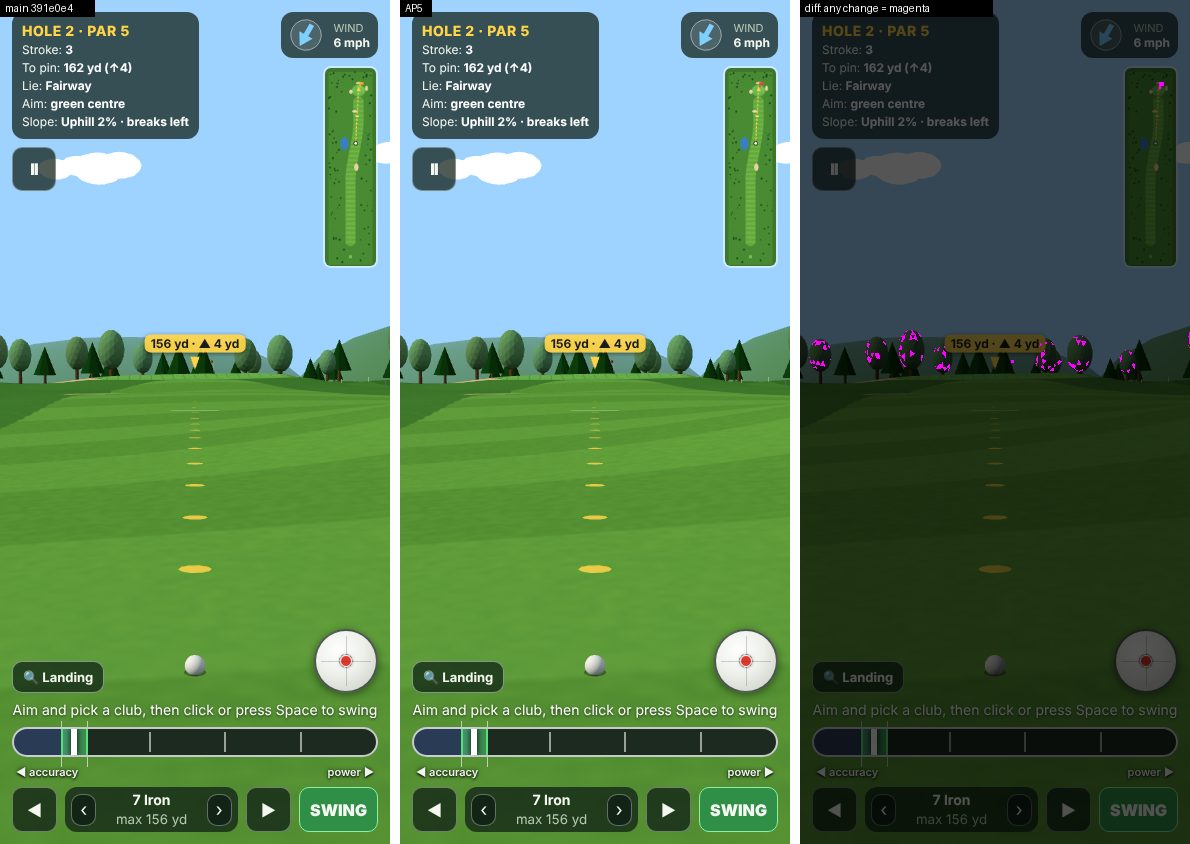 main 391e0e4
HOLE 2 · PAR 5
Stroke: 3
To pin: 162 yd (↑4)
Lie: Fairway
Aim: green centre
Slope: Uphill 2% · breaks left
WIND
6 mph
156 yd · ▲ 4 yd
🔍 Landing
Aim and pick a club, then click or press Space to swing
◀ accuracy
power ▶
◀
‹
7 Iron
max 156 yd
›
▶
SWING
AP5
HOLE 2 · PAR 5
Stroke: 3
To pin: 162 yd (↑4)
Lie: Fairway
Aim: green centre
Slope: Uphill 2% · breaks left
WIND
6 mph
156 yd · ▲ 4 yd
🔍 Landing
Aim and pick a club, then click or press Space to swing
◀ accuracy
power ▶
◀
‹
7 Iron
max 156 yd
›
▶
SWING
diff: any change = magenta
HOLE 2 · PAR 5
Stroke: 3
To pin: 162 yd (↑4)
Lie: Fairway
Aim: green centre
Slope: Uphill 2% · breaks left
WIND
6 mph
156 yd · ▲ 4 yd
🔍 Landing
Aim and pick a club, then click or press Space to swing
◀ accuracy
power ▶
◀
‹
7 Iron
max 156 yd
›
▶
SWING